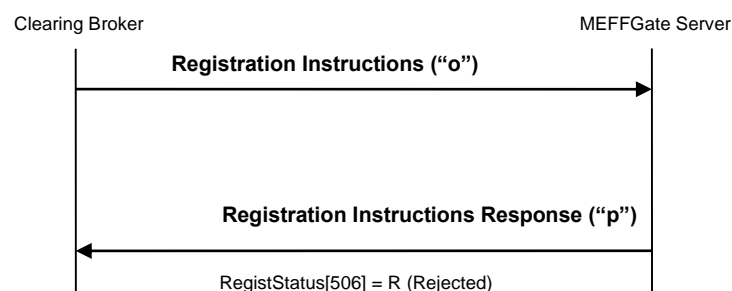 Clearing Broker
MEFFGate Server
Registration Instructions (“o”)
Registration Instructions Response (“p”)
RegistStatus[506] = R (Rejected)